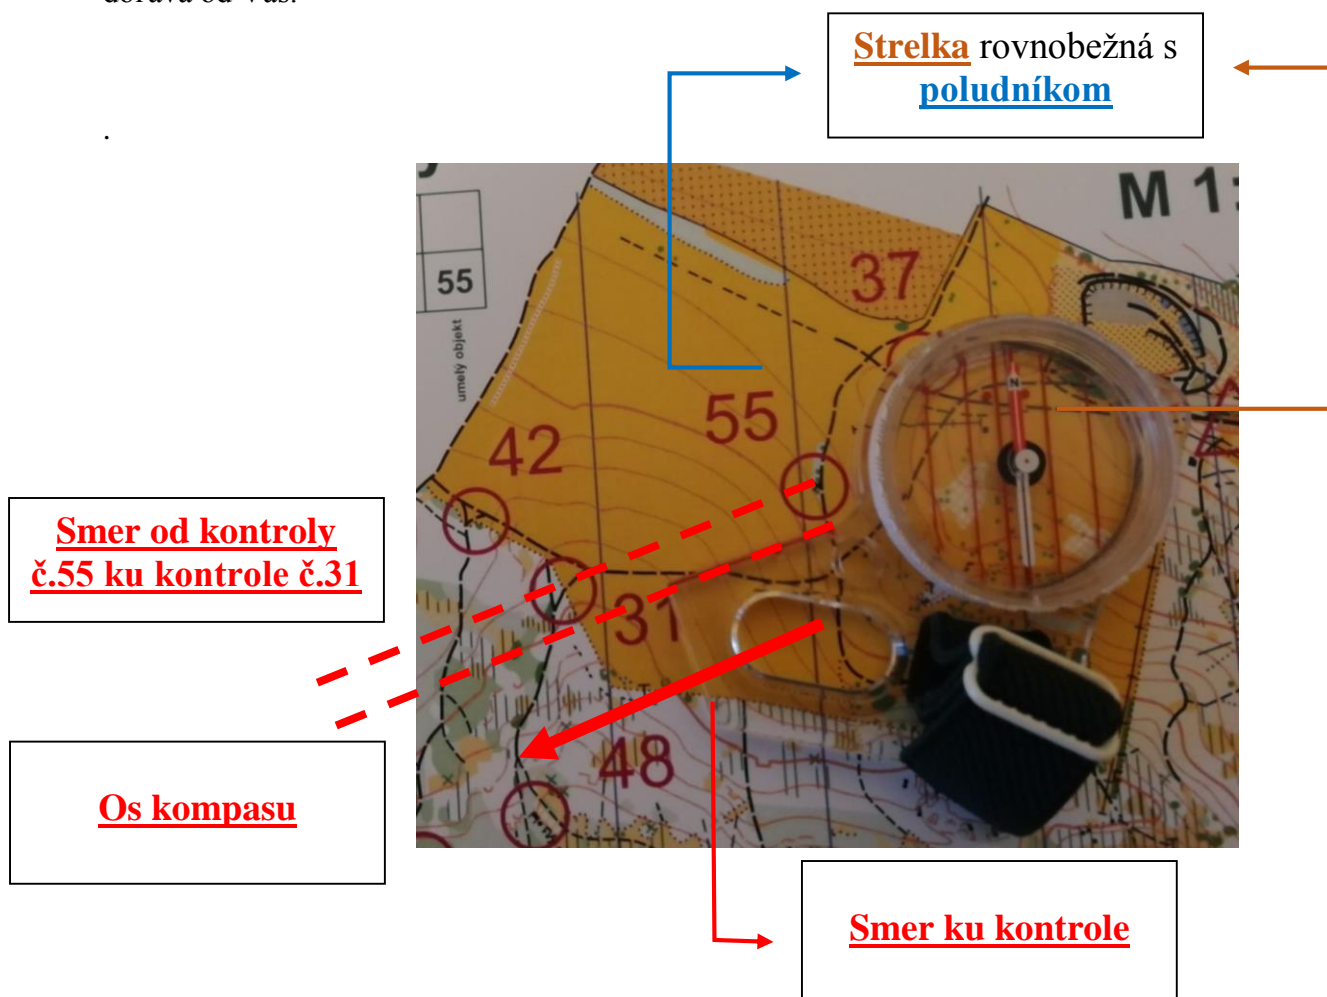 Strelka rovnobežná s
poludníkom
.
M 1:
37
55
umelý objekt
55
42
Smer od kontroly
č.55 ku kontrole č.31
31
N
48
Os kompasu
Smer ku kontrole